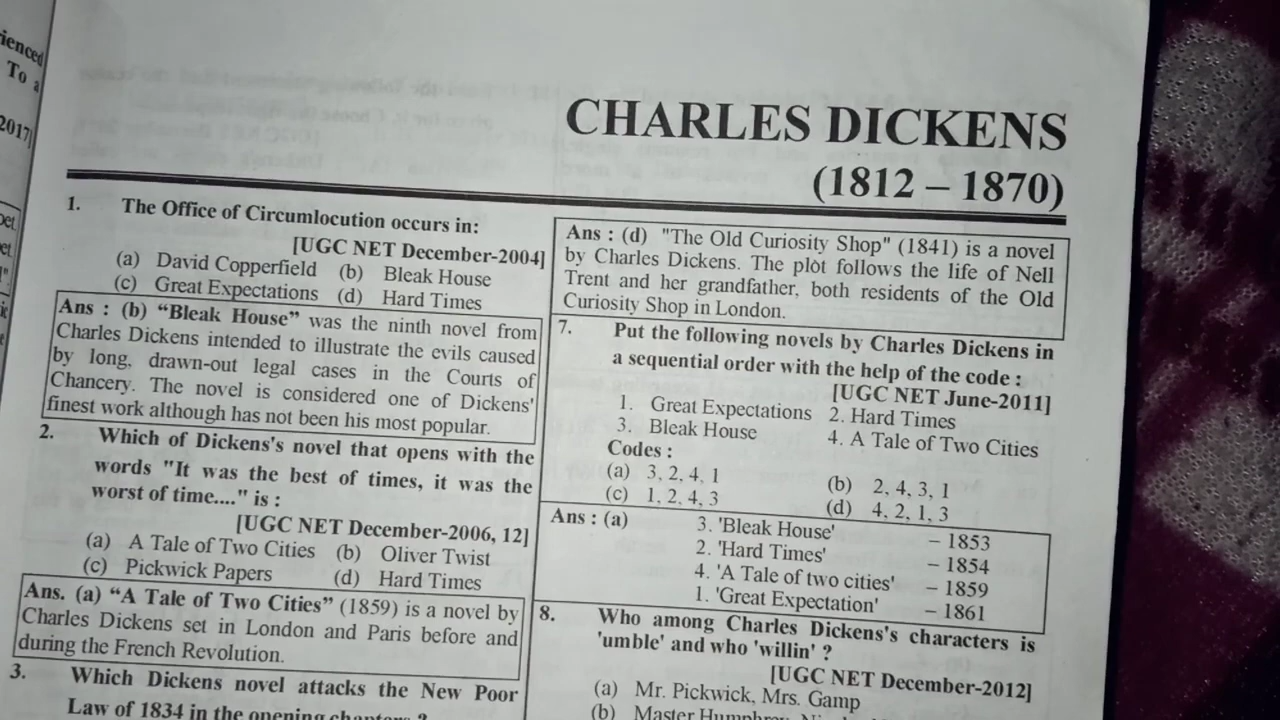 ienced
To a
2017]
CHARLES DICKENS
(1812 – 1870)
1. The Office of Circumlocution occurs in:
[UGC NET December-2004]
(a) David Copperfield (b) Bleak House
(c) Great Expectations (d) Hard Times
Ans : (b) “Bleak House” was the ninth novel from
Charles Dickens intended to illustrate the evils caused
by long, drawn-out legal cases in the Courts of
Chancery. The novel is considered one of Dickens'
finest work although has not been his most popular.
2. Which of Dickens's novel that opens with the
words "It was the best of times, it was the
worst of time...." is :
[UGC NET December-2006, 12]
(a) A Tale of Two Cities (b) Oliver Twist
(c) Pickwick Papers (d) Hard Times
Ans. (a) “A Tale of Two Cities” (1859) is a novel by
Charles Dickens set in London and Paris before and
during the French Revolution.
3. Which Dickens novel attacks the New Poor
Law of 1834 in the opening chapters ?
Ans : (d) "The Old Curiosity Shop" (1841) is a novel
by Charles Dickens. The plot follows the life of Nell
Trent and her grandfather, both residents of the Old
Curiosity Shop in London.
7. Put the following novels by Charles Dickens in
a sequential order with the help of the code :
[UGC NET June-2011]
1. Great Expectations 2. Hard Times
3. Bleak House 4. A Tale of Two Cities
Codes :
(a) 3, 2, 4, 1 (b) 2, 4, 3, 1
(c) 1, 2, 4, 3 (d) 4, 2, 1, 3
Ans : (a) 3. 'Bleak House' – 1853
2. 'Hard Times' – 1854
4. 'A Tale of two cities' – 1859
1. 'Great Expectation' – 1861
8. Who among Charles Dickens's characters is
'umble' and who 'willin' ?
[UGC NET December-2012]
(a) Mr. Pickwick, Mrs. Gamp
(b) Master Humphrey,